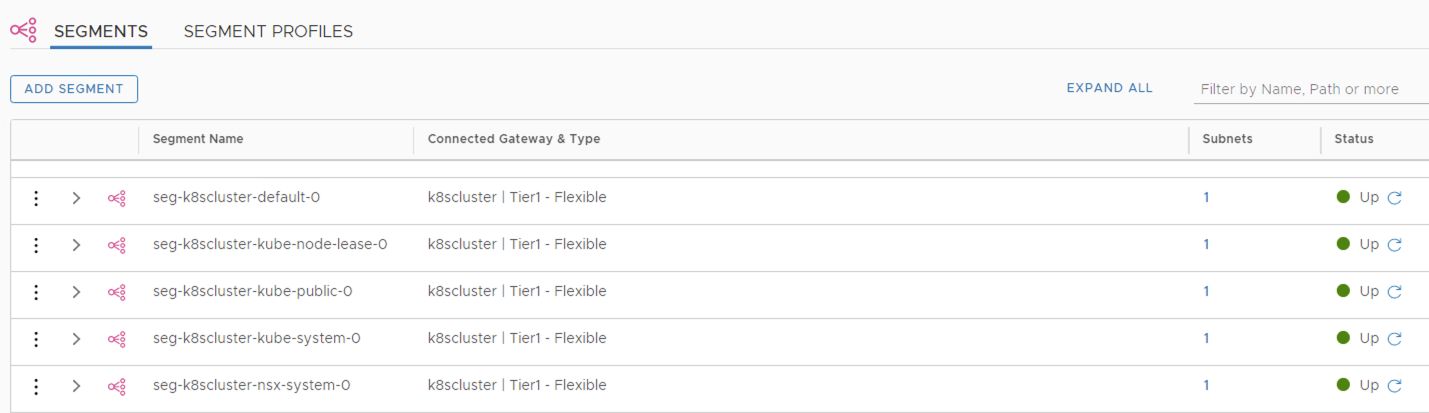 SEGMENTS SEGMENT PROFILES
ADD SEGMENT EXPAND ALL Filter by Name, Path or more
Segment Name Connected Gateway & Type Subnets Status
seg-k8scluster-default-0 k8scluster | Tier1 - Flexible 1 Up
seg-k8scluster-kube-node-lease-0 k8scluster | Tier1 - Flexible 1 Up
seg-k8scluster-kube-public-0 k8scluster | Tier1 - Flexible 1 Up
seg-k8scluster-kube-system-0 k8scluster | Tier1 - Flexible 1 Up
seg-k8scluster-nsx-system-0 k8scluster | Tier1 - Flexible 1 Up